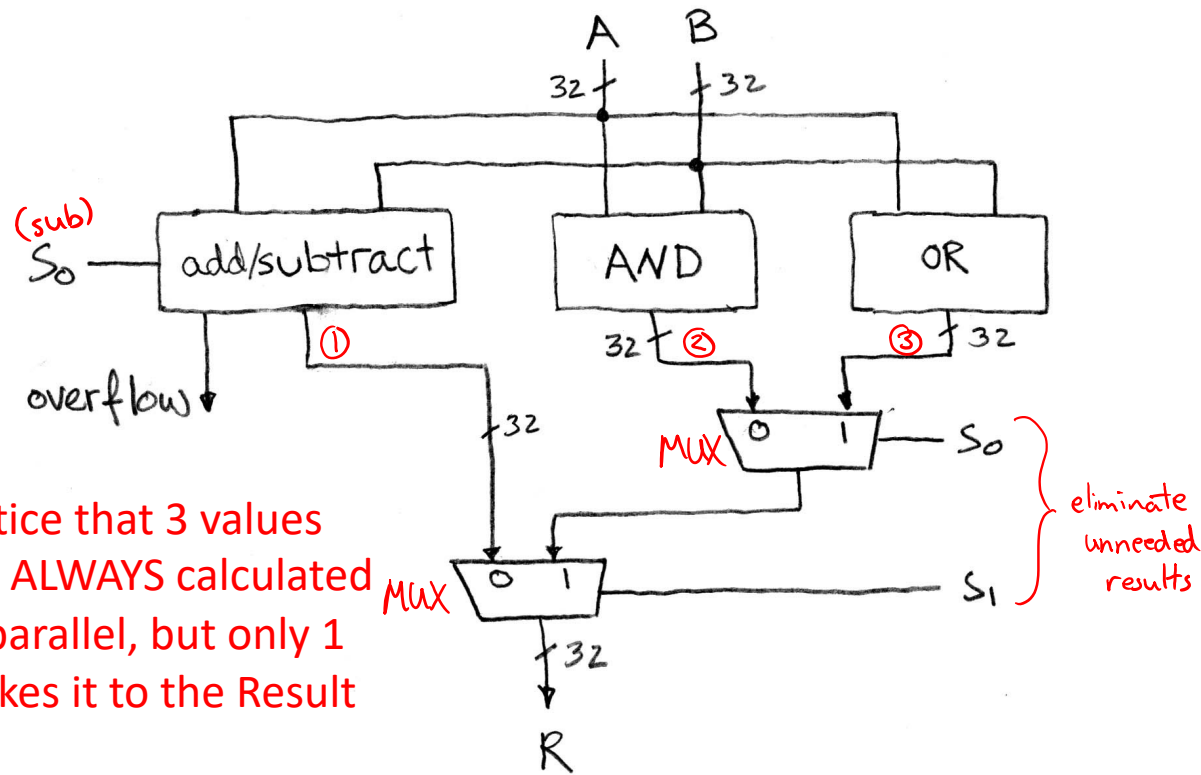 A B
32 32
(sub)
S₀ add/subtract AND OR
① 32 ② ③ 32
overflow
32
MUX 0 1 S₀
tice that 3 values
ALWAYS calculated
parallel, but only 1
kes it to the Result
eliminate
unneeded
results
MUX 0 1 S₁
32
R